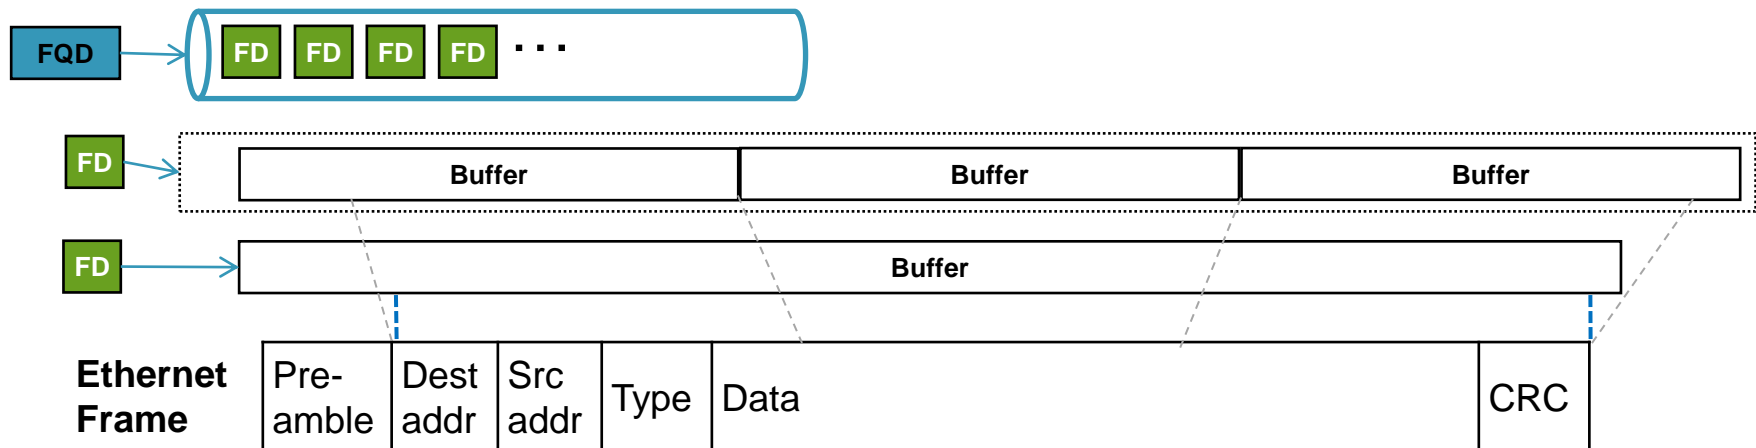 FQD FD FD FD FD ...
FD Buffer Buffer Buffer
FD Buffer
Ethernet Pre- Dest Src Type Data CRC
Frame amble addr addr